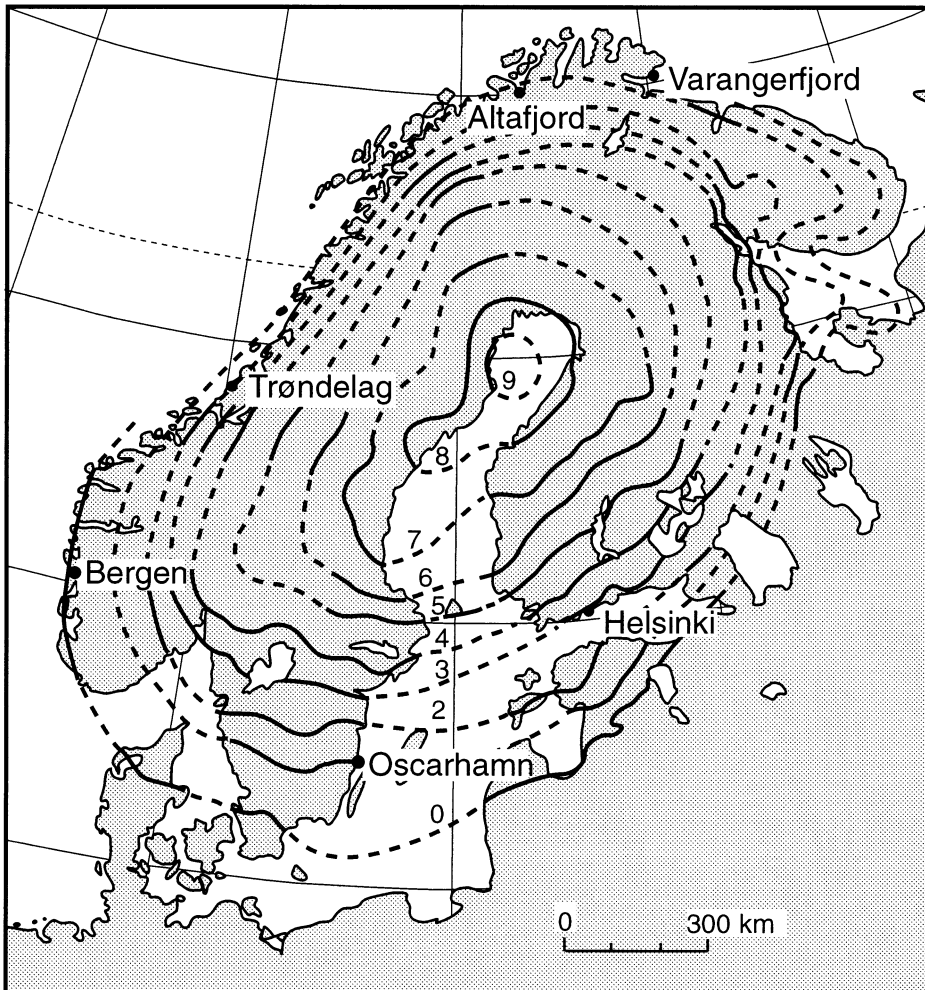 Varangerfjord
Altafjord
9
Trøndelag
8
7
Bergen
6
5
Helsinki
4
3
2
Oscarhamn
0
0 300 km